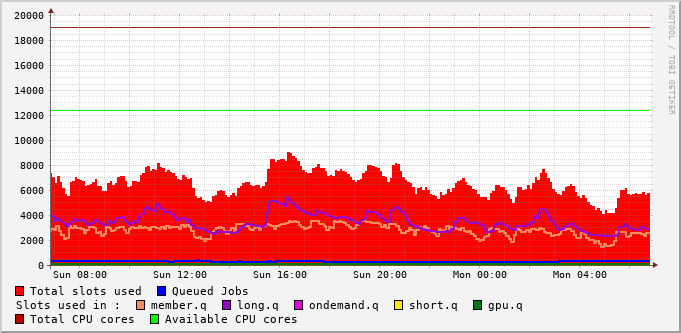 20000
18000
16000
14000
12000
10000
8000
6000
4000
2000
0
Sun 08:00 Sun 12:00 Sun 16:00 Sun 20:00 Mon 00:00 Mon 04:00
RRDTOOL / TOBI OETIKER
Total slots used Queued Jobs
Slots used in : member.q long.q ondemand.q short.q gpu.q
Total CPU cores Available CPU cores